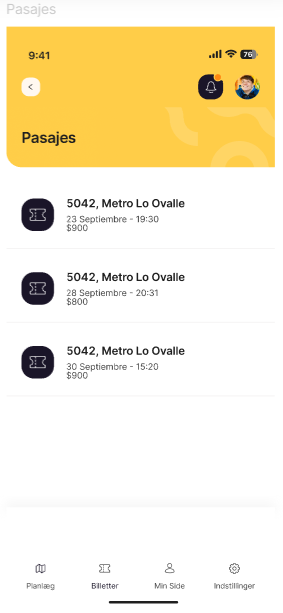 Pasajes
9:41
76
Pasajes
5042, Metro Lo Ovalle
23 Septiembre - 19:30
$900
5042, Metro Lo Ovalle
28 Septiembre - 20:31
$800
5042, Metro Lo Ovalle
30 Septiembre - 15:20
$900
Planlæg
Billetter
Min Side
Indstillinger